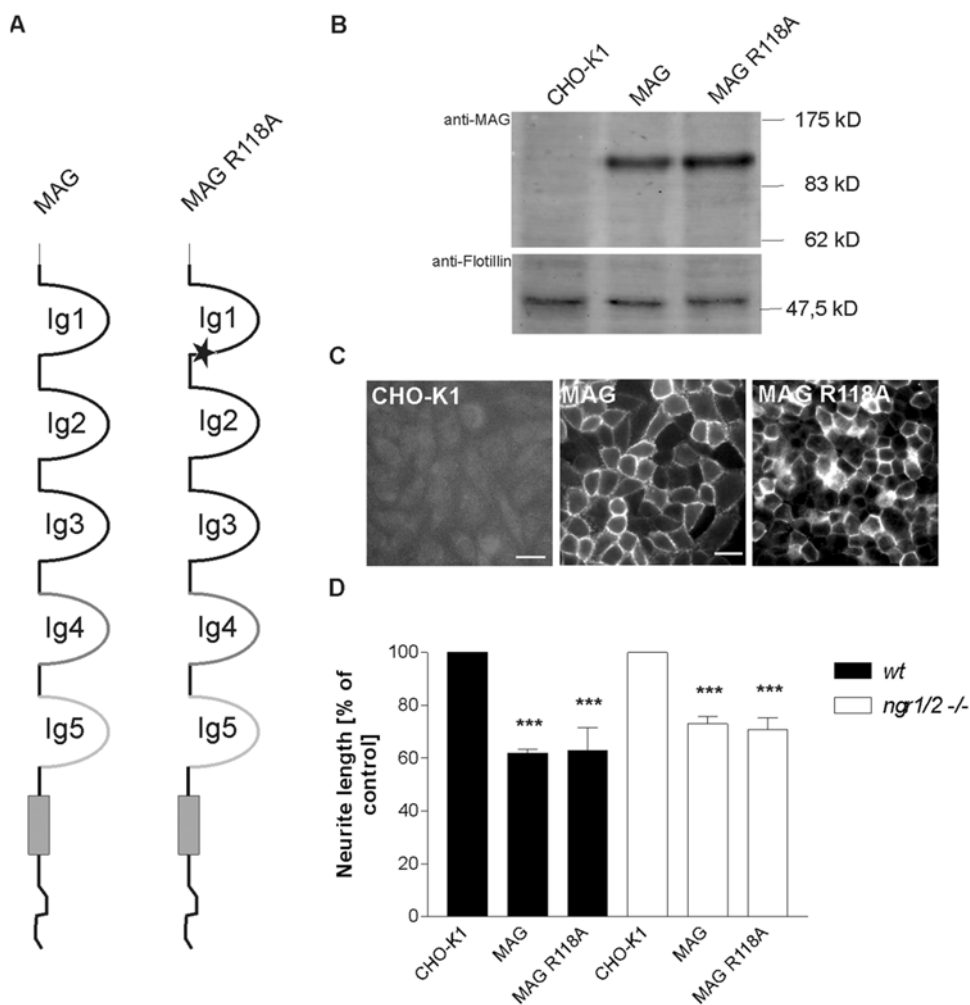 A
MAG
MAG R118A
Ig1
Ig2
Ig3
Ig4
Ig5
Ig1
Ig2
Ig3
Ig4
Ig5
B
CHO-K1
MAG
MAG R118A
anti-MAG
175 kD
83 kD
62 kD
anti-Flotillin
47,5 kD
C
CHO-K1
MAG
MAG R118A
D
Neurite length [% of
control]
100
80
60
40
20
0
***
***
***
***
CHO-K1
MAG
MAG R118A
CHO-K1
MAG
MAG R118A
wt
ngr1/2 -/-